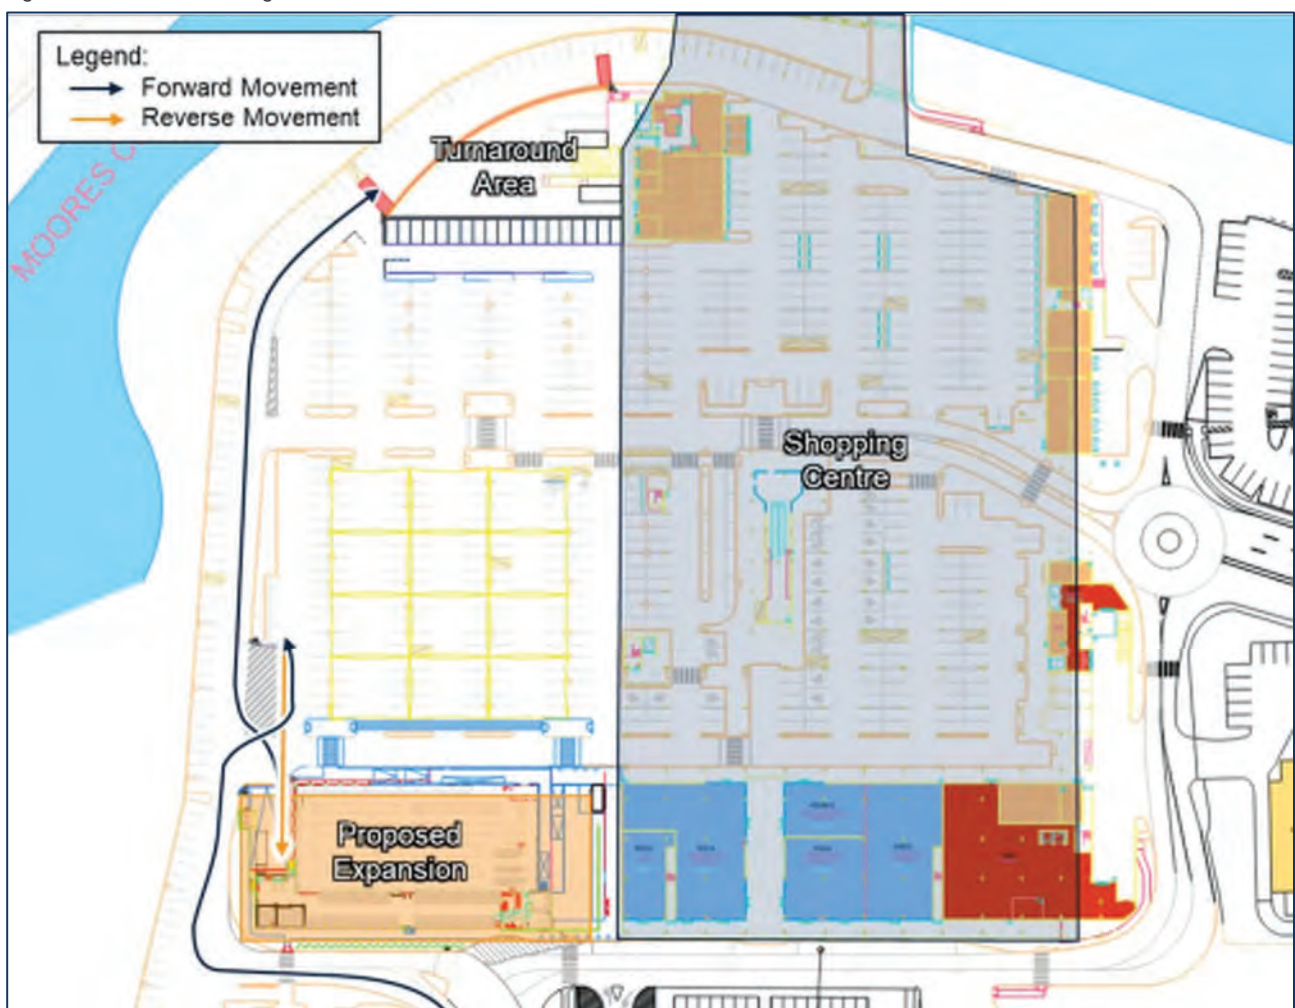 Legend:
Forward Movement
Reverse Movement
MOORES C
Turnaround
Area
Shopping
Centre
Proposed
Expansion